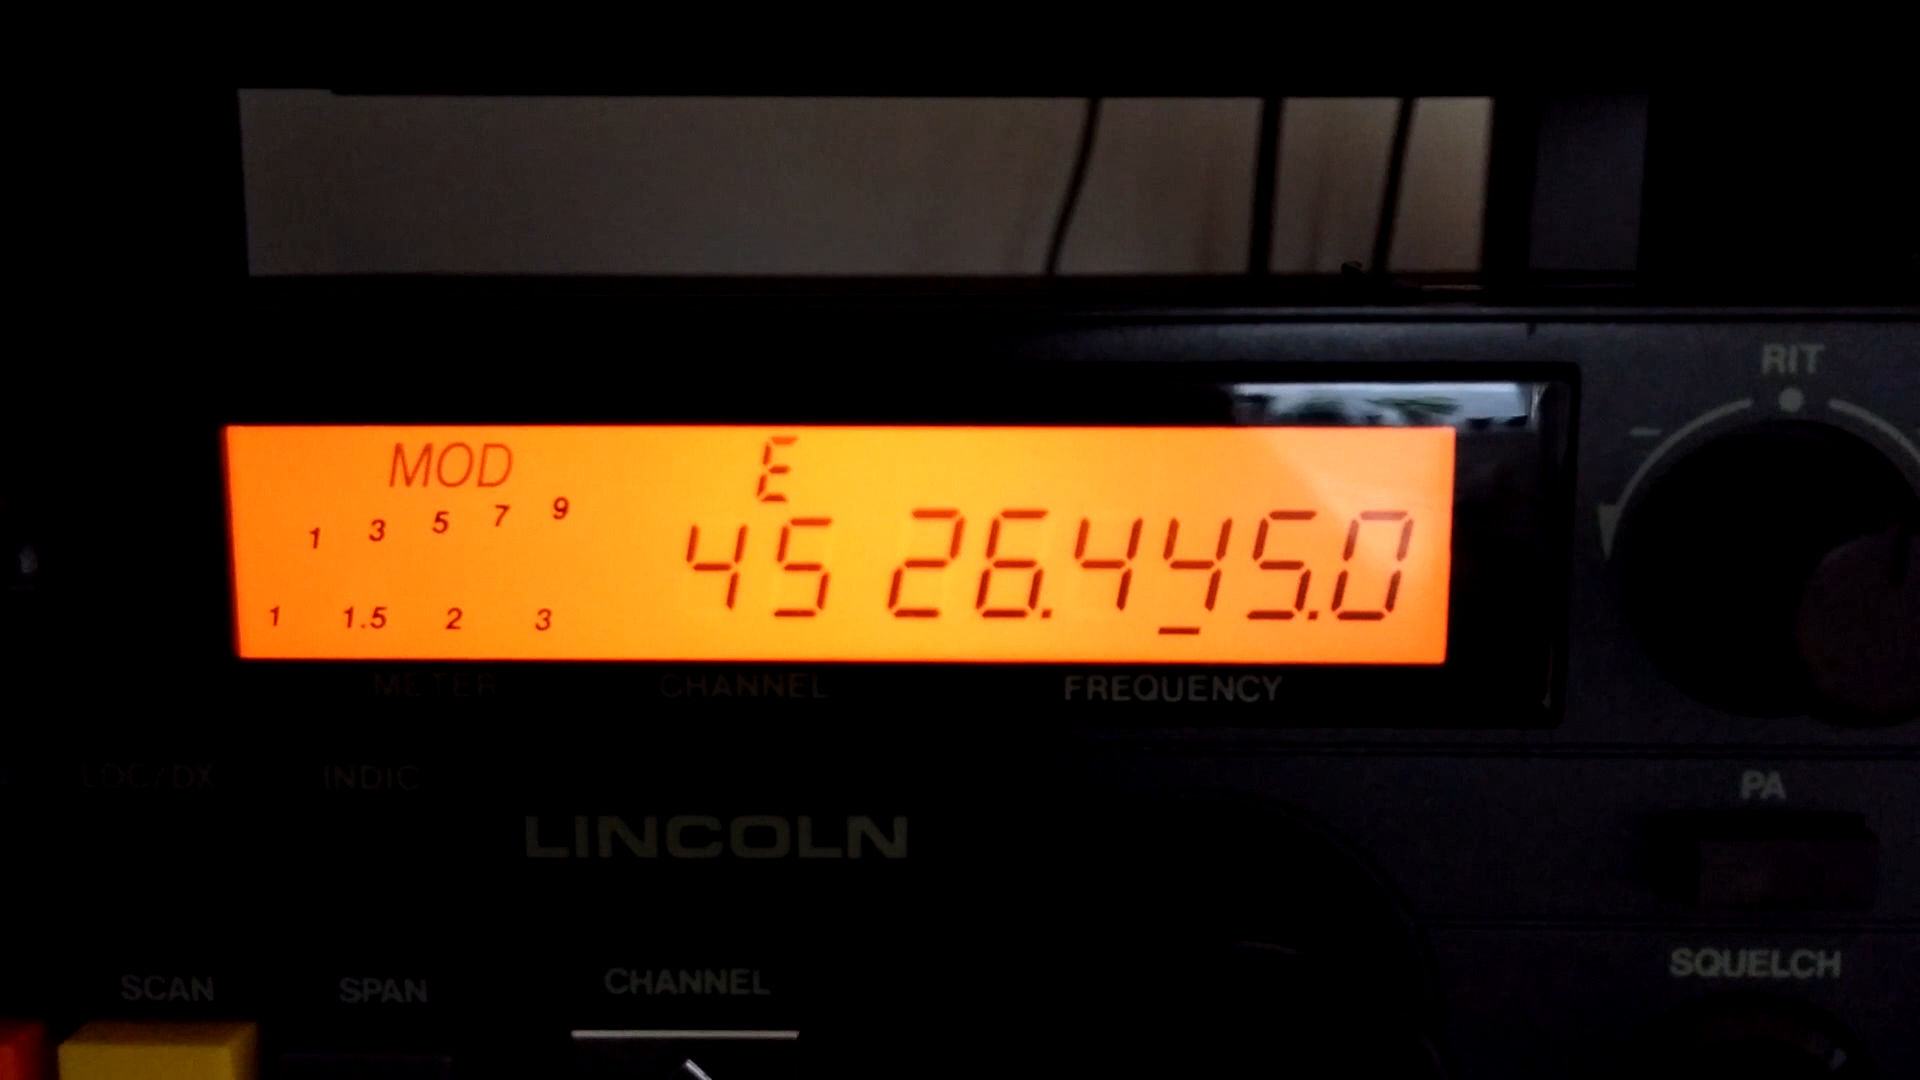 RIT
MOD
E
1 3 5 7 9
45 26.445.0
1 1.5 2 3
METER CHANNEL FREQUENCY
LOC/DX INDIC
PA
LINCOLN
SQUELCH
SCAN SPAN CHANNEL